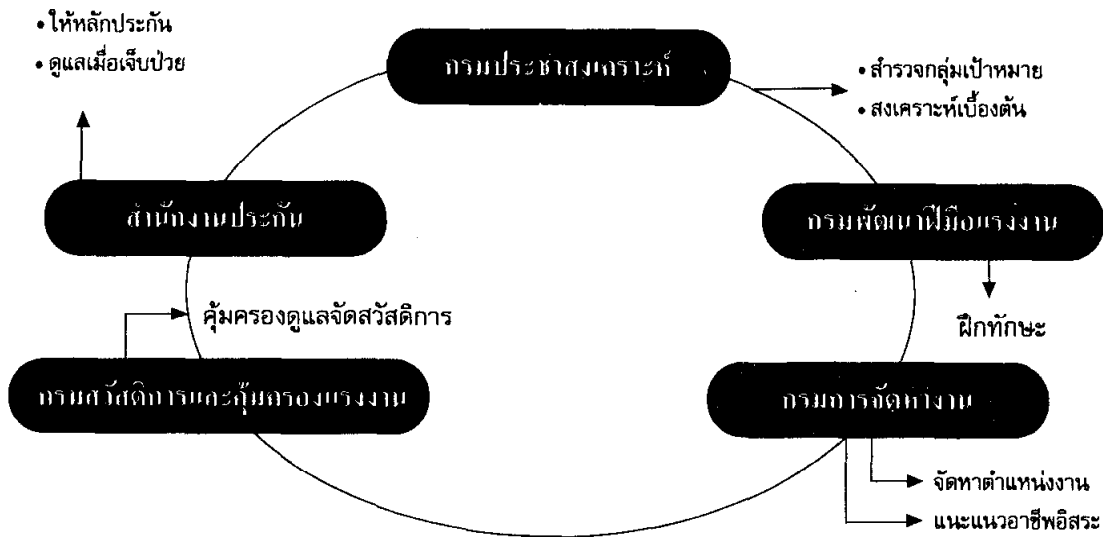 • ให้หลักประกัน
• ดูแลเมื่อเจ็บป่วย
กรมประชาสงเคราะห์
• สำรวจกลุ่มเป้าหมาย
• สงเคราะห์เบื้องต้น
สำนักงานประกัน
กรมพัฒนาฝีมือแรงงาน
คุ้มครองดูแลจัดสวัสดิการ
ฝึกทักษะ
กรมสวัสดิการและคุ้มครองแรงงาน
กรมการจัดหางาน
จัดหาตำแหน่งงาน
แนะแนวอาชีพอิสระ